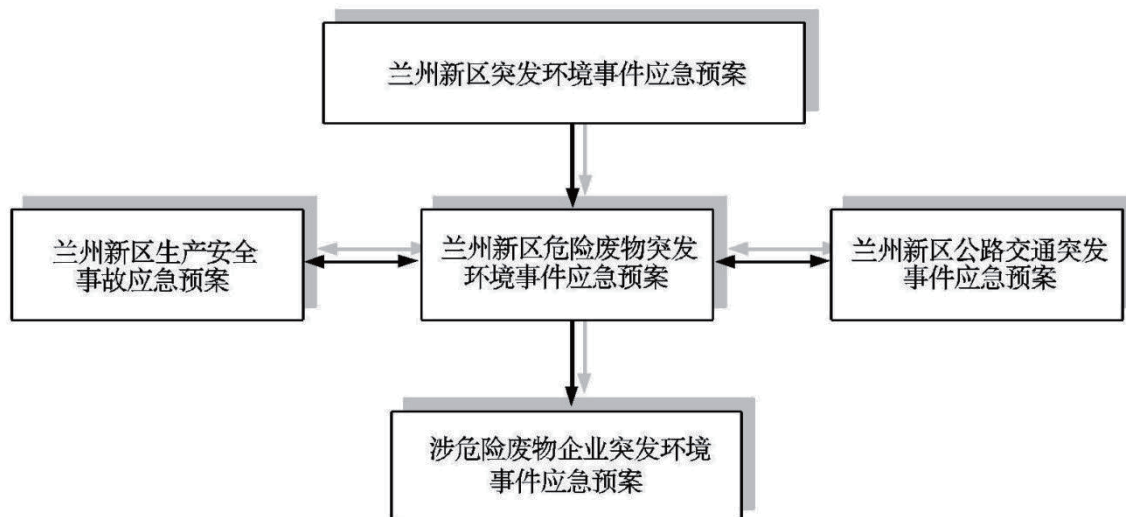 兰州新区突发环境事件应急预案
兰州新区生产安全
事故应急预案
兰州新区危险废物突发
环境事件应急预案
兰州新区公路交通突发
事件应急预案
涉危险废物企业突发环境
事件应急预案